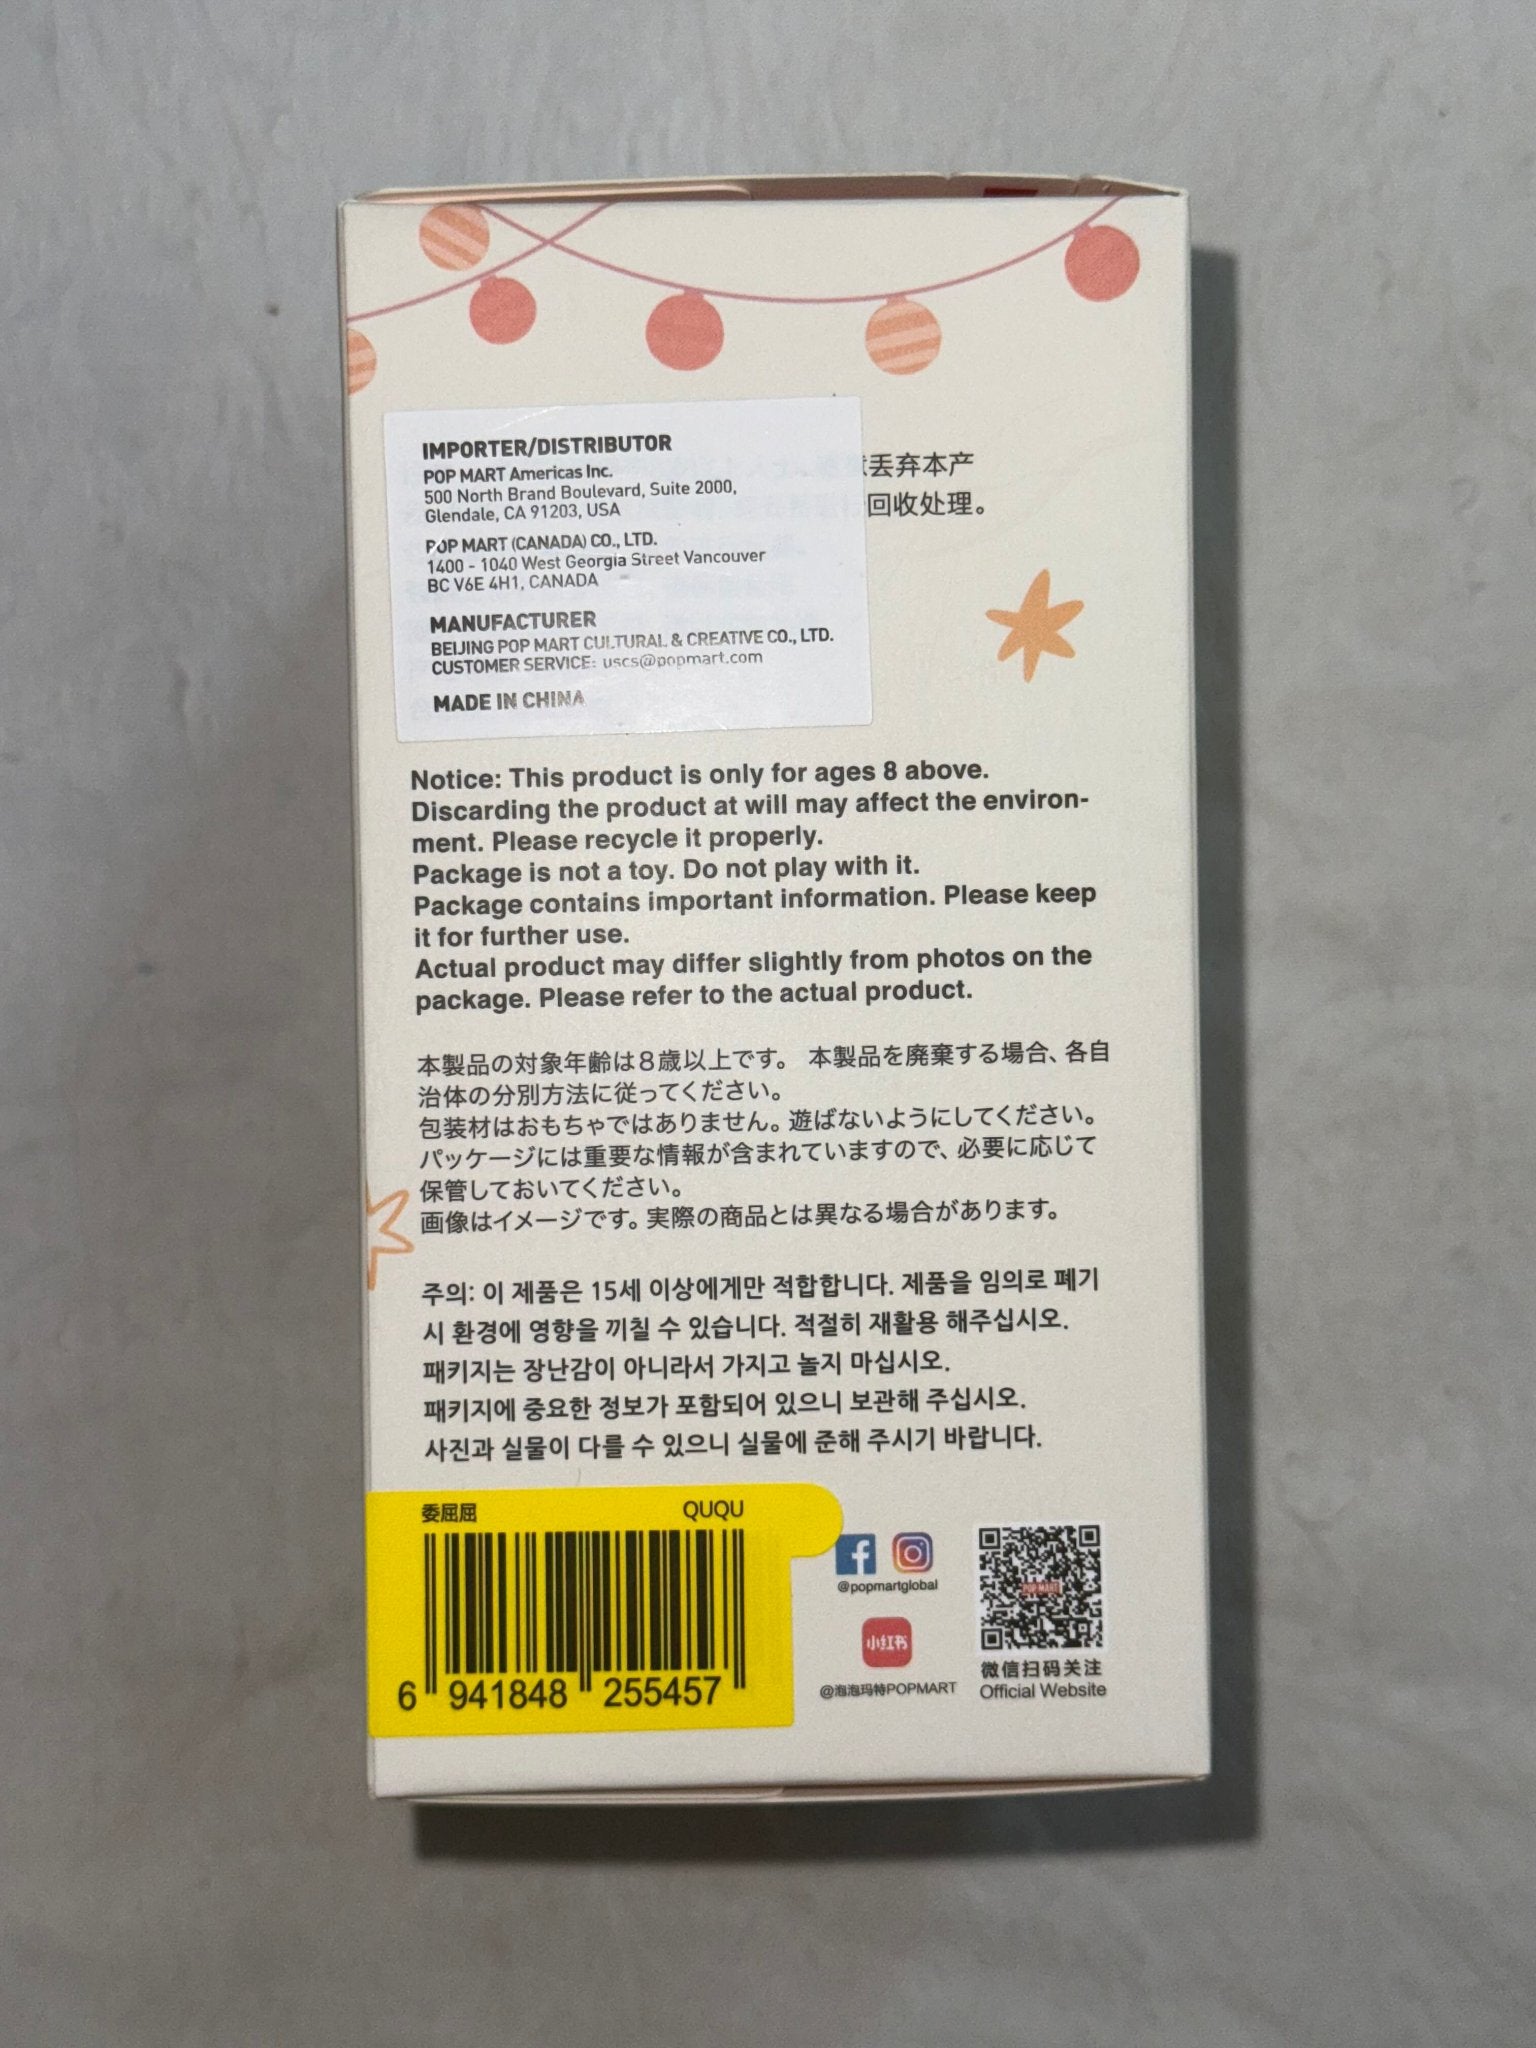 IMPORTER/DISTRIBUTOR
POP MART Americas Inc.
500 North Brand Boulevard, Suite 2000,
Glendale, CA 91203, USA
POP MART (CANADA) CO., LTD.
1400 - 1040 West Georgia Street Vancouver
BC V6E 4H1, CANADA
MANUFACTURER
BEIJING POP MART CULTURAL & CREATIVE CO., LTD.
CUSTOMER SERVICE: uscs@popmart.com
MADE IN CHINA
丢弃本产
回收处理。
Notice: This product is only for ages 8 above.
Discarding the product at will may affect the environ-
ment. Please recycle it properly.
Package is not a toy. Do not play with it.
Package contains important information. Please keep
it for further use.
Actual product may differ slightly from photos on the
package. Please refer to the actual product.
本製品の対象年齢は8歳以上です。 本製品を廃棄する場合、各自
治体の分別方法に従ってください。
包装材はおもちゃではありません。遊ばないようにしてください。
パッケージには重要な情報が含まれていますので、必要に応じて
保管しておいてください。
画像はイメージです。実際の商品とは異なる場合があります。
주의: 이 제품은 15세 이상에게만 적합합니다. 제품을 임의로 폐기
시 환경에 영향을 끼칠 수 있습니다. 적절히 재활용 해주십시오.
패키지는 장난감이 아니라서 가지고 놀지 마십시오.
패키지에 중요한 정보가 포함되어 있으니 보관해 주십시오.
사진과 실물이 다를 수 있으니 실물에 준해 주시기 바랍니다.
委屈屈 QUQU
6 941848 255457
@popmartglobal
小红书
@泡泡玛特POPMART
POP MART
微信扫码关注
Official Website